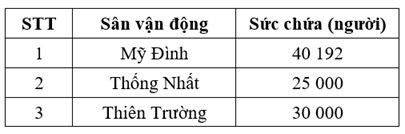 STT Sân vận động Sức chứa (người)
1 Mỹ Đình 40 192
2 Thống Nhất 25 000
3 Thiên Trường 30 000